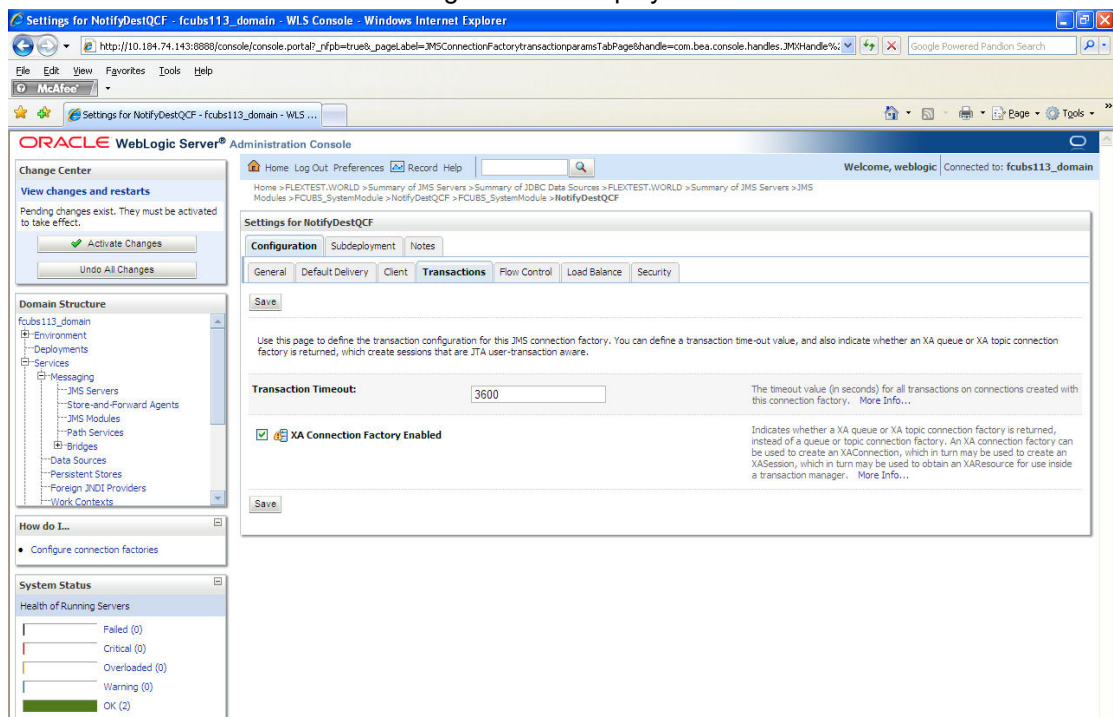 Settings for NotifyDestQCF - fcubs113_domain - WLS Console - Windows Internet Explorer
http://10.184.74.143:8888/console/console.portal?_nfpb=true&_pageLabel=JMSConnectionFactorytransactionparamsTabPage&handle=com.bea.console.handles.JMXHandle%
Google Powered Pandion Search
File Edit View Favorites Tools Help
McAfee
Settings for NotifyDestQCF - fcubs113_domain - WLS ...
Page Tools
ORACLE WebLogic Server® Administration Console
Change Center
View changes and restarts
Pending changes exist. They must be activated
to take effect.
Activate Changes
Undo All Changes
Domain Structure
fcubs113_domain
Environment
Deployments
Services
Messaging
JMS Servers
Store-and-Forward Agents
JMS Modules
Path Services
Bridges
Data Sources
Persistent Stores
Foreign JNDI Providers
Work Contexts
How do I...
Configure connection factories
System Status
Health of Running Servers
Failed (0)
Critical (0)
Overloaded (0)
Warning (0)
OK (2)
Home Log Out Preferences Record Help
Welcome, weblogic Connected to: fcubs113_domain
Home >FLEXTEST.WORLD >Summary of JMS Servers >Summary of JDBC Data Sources >FLEXTEST.WORLD >Summary of JMS Servers >JMS
Modules >FCUBS_SystemModule >NotifyDestQCF >FCUBS_SystemModule >NotifyDestQCF
Settings for NotifyDestQCF
Configuration Subdeployment Notes
General Default Delivery Client Transactions Flow Control Load Balance Security
Save
Use this page to define the transaction configuration for this JMS connection factory. You can define a transaction time-out value, and also indicate whether an XA queue or XA topic connection
factory is returned, which create sessions that are JTA user-transaction aware.
Transaction Timeout:
3600
The timeout value (in seconds) for all transactions on connections created with
this connection factory. More Info...
XA Connection Factory Enabled
Indicates whether a XA queue or XA topic connection factory is returned,
instead of a queue or topic connection factory. An XA connection factory can
be used to create an XAConnection, which in turn may be used to create an
XASession, which in turn may be used to obtain an XAResource for use inside
a transaction manager. More Info...
Save